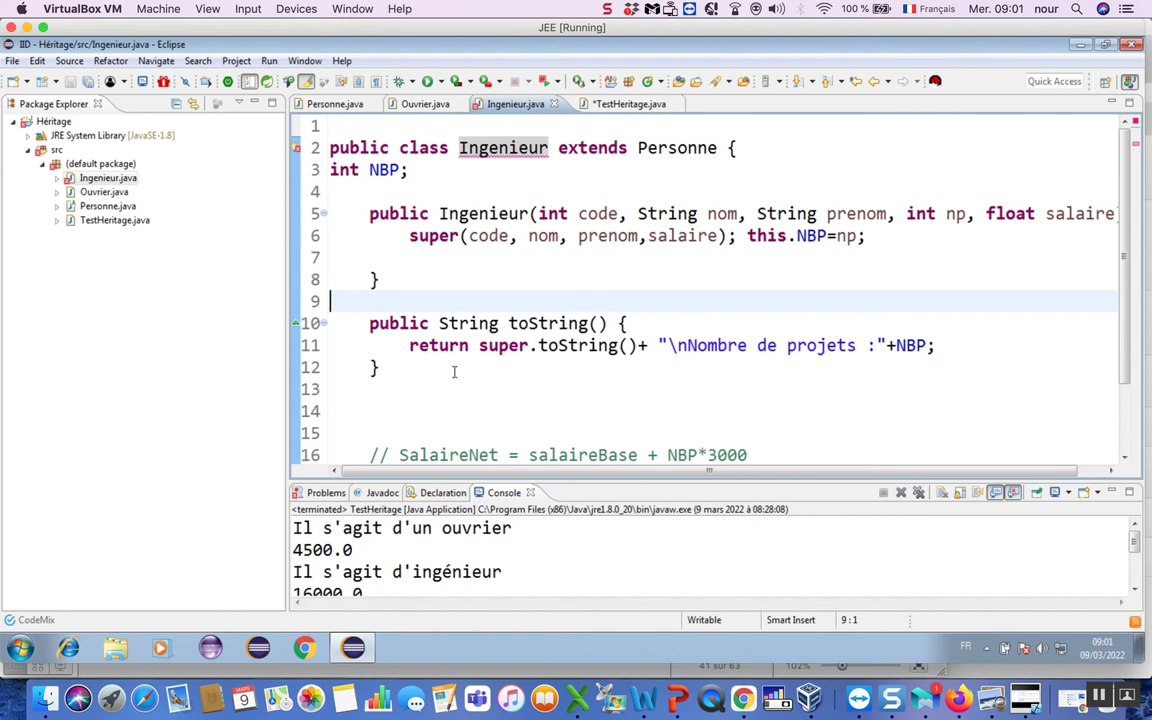 VirtualBox VM Machine View Input Devices Window Help 100 % Français Mer. 09:01 nour
JEE [Running]
IID - Héritage/src/Ingenieur.java - Eclipse
File Edit Source Refactor Navigate Search Project Run Window Help
Quick Access
Package Explorer
Héritage
JRE System Library [JavaSE-1.8]
src
(default package)
Ingenieur.java
Ouvrier.java
Personne.java
TestHeritage.java
Personne.java Ouvrier.java Ingenieur.java *TestHeritage.java
1
2 public class Ingenieur extends Personne {
3 int NBP;
4
5 public Ingenieur(int code, String nom, String prenom, int np, float salaire
6 super(code, nom, prenom,salaire); this.NBP=np;
7
8 }
9
10 public String toString() {
11 return super.toString()+ "\nNombre de projets :"+NBP;
12 }
13
14
15
16 // SalaireNet = salaireBase + NBP*3000
Problems Javadoc Declaration Console
<terminated> TestHeritage [Java Application] C:\Program Files (x86)\Java\jre1.8.0_20\bin\javaw.exe (9 mars 2022 à 08:28:08)
Il s'agit d'un ouvrier
4500.0
Il s'agit d'ingénieur
16000.0
CodeMix Writable Smart Insert 9 : 1
FR 09:01
09/03/2022
41 sur 63 102%